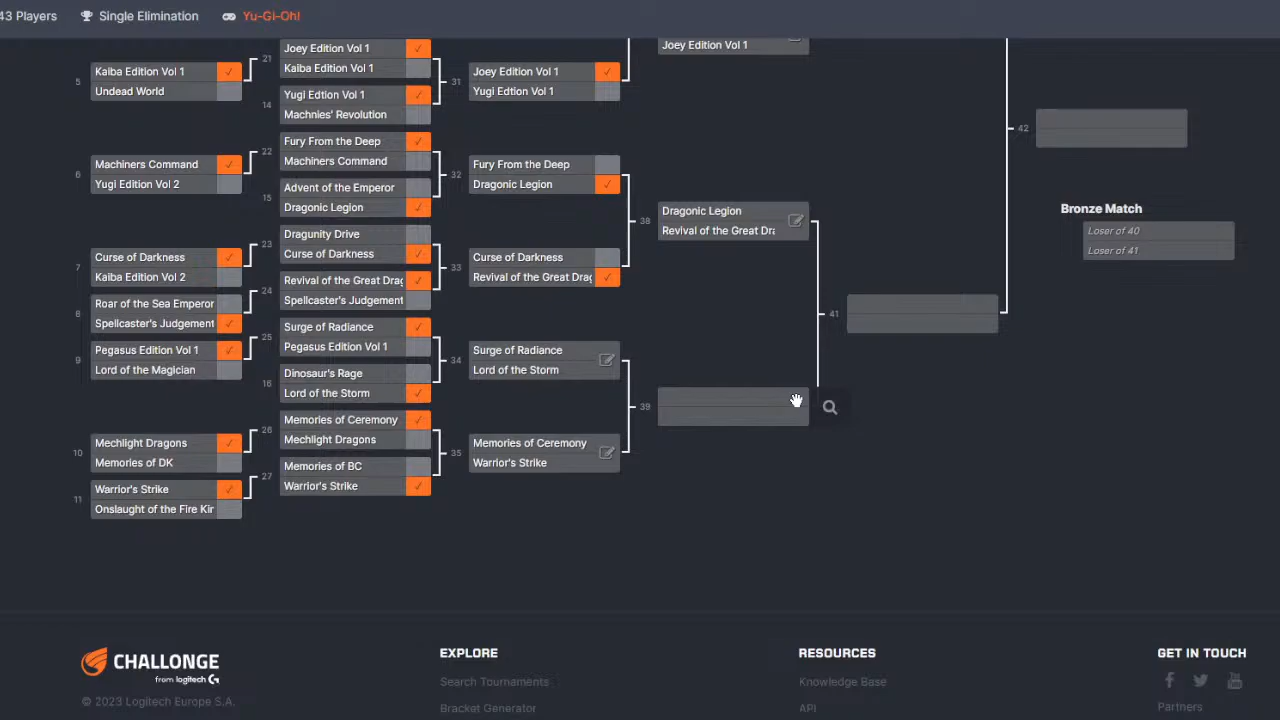 43 Players
Single Elimination
Yu-Gi-Oh!
5
Kaiba Edition Vol 1
Undead World
6
Machiners Command
Yugi Edition Vol 2
7
Curse of Darkness
Kaiba Edition Vol 2
8
Roar of the Sea Emperor
Spellcaster's Judgement
9
Pegasus Edition Vol 1
Lord of the Magician
10
Mechlight Dragons
Memories of DK
11
Warrior's Strike
Onslaught of the Fire Kir
21
Joey Edition Vol 1
Kaiba Edition Vol 1
14
Yugi Edtion Vol 1
Machnies' Revolution
22
Fury From the Deep
Machiners Command
15
Advent of the Emperor
Dragonic Legion
23
Dragunity Drive
Curse of Darkness
24
Revival of the Great Drag
Spellcaster's Judgement
25
Surge of Radiance
Pegasus Edition Vol 1
16
Dinosaur's Rage
Lord of the Storm
26
Memories of Ceremony
Mechlight Dragons
27
Memories of BC
Warrior's Strike
31
Joey Edition Vol 1
Yugi Edtion Vol 1
32
Fury From the Deep
Dragonic Legion
33
Curse of Darkness
Revival of the Great Drag
34
Surge of Radiance
Lord of the Storm
35
Memories of Ceremony
Warrior's Strike
Joey Edition Vol 1
38
Dragonic Legion
Revival of the Great Dra
39
41
42
Bronze Match
Loser of 40
Loser of 41
CHALLONGE
from logitech G
© 2023 Logitech Europe S.A.
EXPLORE
Search Tournaments
Bracket Generator
RESOURCES
Knowledge Base
API
GET IN TOUCH
Partners